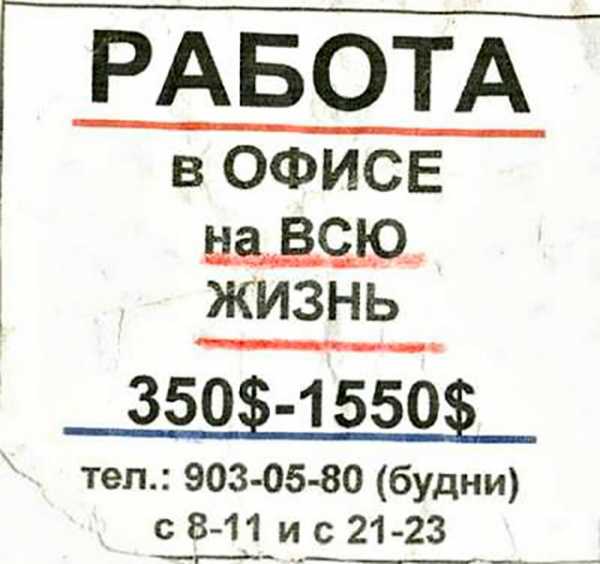 РАБОТА
в ОФИСЕ
на ВСЮ
ЖИЗНЬ
350$-1550$
тел.: 903-05-80 (будни)
с 8-11 и с 21-23